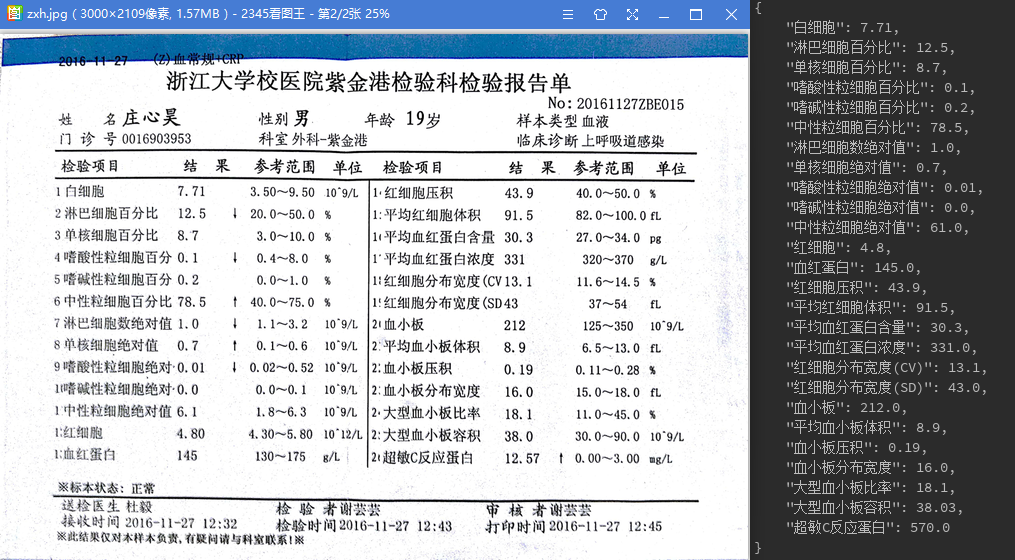 zxh.jpg（3000×2109像素, 1.57MB）- 2345看图王 - 第2/2张 25%
2016-11-27 (Z)血常规+CRP
浙江大学校医院紫金港检验科检验报告单
No: 20161127ZBE015
姓 名 庄心昊 性别 男 年龄 19岁 样本类型 血液
门 诊 号 0016903953 科室 外科-紫金港 临床诊断 上呼吸道感染
检验项目 结 果 参考范围 单位 检验项目 结 果 参考范围 单位
1 白细胞 7.71 3.50~9.50 10^9/L 1 红细胞压积 43.9 40.0~50.0 %
2 淋巴细胞百分比 12.5 ↓ 20.0~50.0 % 1 平均红细胞体积 91.5 82.0~100.0 fL
3 单核细胞百分比 8.7 3.0~10.0 % 1 平均血红蛋白含量 30.3 27.0~34.0 pg
4 嗜酸性粒细胞百分 0.1 ↓ 0.4~8.0 % 1 平均血红蛋白浓度 331 320~370 g/L
5 嗜碱性粒细胞百分 0.2 0.0~1.0 % 1 红细胞分布宽度(CV 13.1 11.6~14.5 %
6 中性粒细胞百分比 78.5 ↑ 40.0~75.0 % 1 红细胞分布宽度(SD 43 37~54 fL
7 淋巴细胞数绝对值 1.0 ↓ 1.1~3.2 10^9/L 2 血小板 212 125~350 10^9/L
8 单核细胞绝对值 0.7 ↑ 0.1~0.6 10^9/L 2 平均血小板体积 8.9 6.5~13.0 fL
9 嗜酸性粒细胞绝对 0.01 ↓ 0.02~0.52 10^9/L 2 血小板压积 0.19 0.11~0.28 %
1 嗜碱性粒细胞绝对 0.0 0.0~0.1 10^9/L 2 血小板分布宽度 16.0 15.0~18.0 fL
1 中性粒细胞绝对值 6.1 1.8~6.3 10^9/L 2 大型血小板比率 18.1 11.0~45.0 %
1 红细胞 4.80 4.30~5.80 10^12/L 2 大型血小板容积 38.0 30.0~90.0 10^9/L
1 血红蛋白 145 130~175 g/L 2 超敏C反应蛋白 12.57 ↑ 0.00~3.00 mg/L
※标本状态: 正常
送检医生 杜毅 检 验 者 谢芸芸 审 核 者 谢芸芸
接收时间 2016-11-27 12:32 检验时间 2016-11-27 12:43 打印时间 2016-11-27 12:45
※此结果仅对本样本负责,有疑问请与科室联系!※
{
"白细胞": 7.71,
"淋巴细胞百分比": 12.5,
"单核细胞百分比": 8.7,
"嗜酸性粒细胞百分比": 0.1,
"嗜碱性粒细胞百分比": 0.2,
"中性粒细胞百分比": 78.5,
"淋巴细胞数绝对值": 1.0,
"单核细胞绝对值": 0.7,
"嗜酸性粒细胞绝对值": 0.01,
"嗜碱性粒细胞绝对值": 0.0,
"中性粒细胞绝对值": 61.0,
"红细胞": 4.8,
"血红蛋白": 145.0,
"红细胞压积": 43.9,
"平均红细胞体积": 91.5,
"平均血红蛋白含量": 30.3,
"平均血红蛋白浓度": 331.0,
"红细胞分布宽度(CV)": 13.1,
"红细胞分布宽度(SD)": 43.0,
"血小板": 212.0,
"平均血小板体积": 8.9,
"血小板压积": 0.19,
"血小板分布宽度": 16.0,
"大型血小板比率": 18.1,
"大型血小板容积": 38.03,
"超敏C反应蛋白": 570.0
}